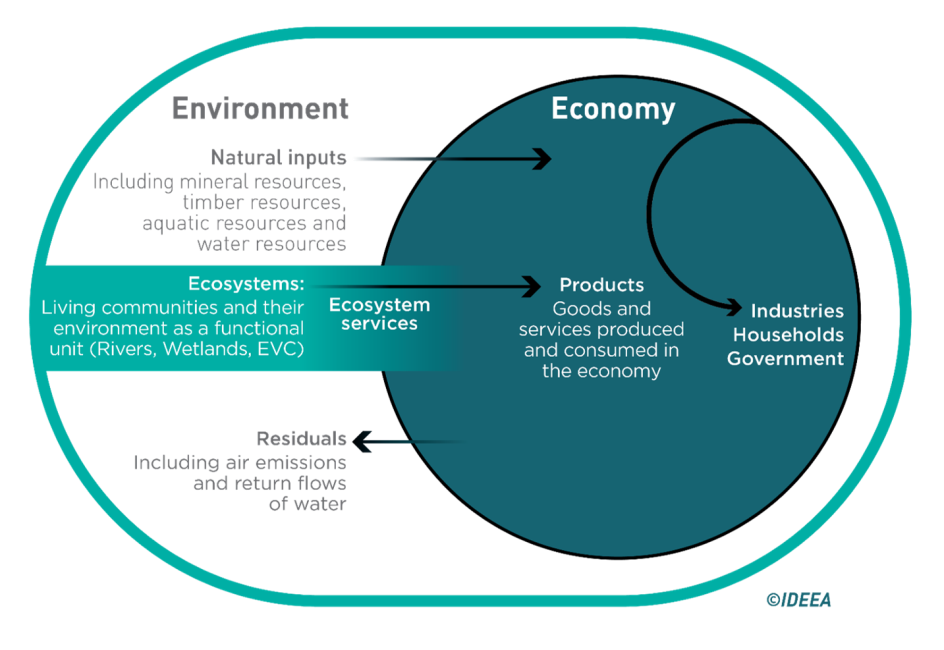 Environment
Economy
Natural inputs
Including mineral resources,
timber resources,
aquatic resources and
water resources
Ecosystems:
Living communities and their
environment as a functional
unit (Rivers, Wetlands, EVC)
Ecosystem
services
Products
Goods and
services produced
and consumed in
the economy
Industries
Households
Government
Residuals
Including air emissions
and return flows
of water
©IDEEA